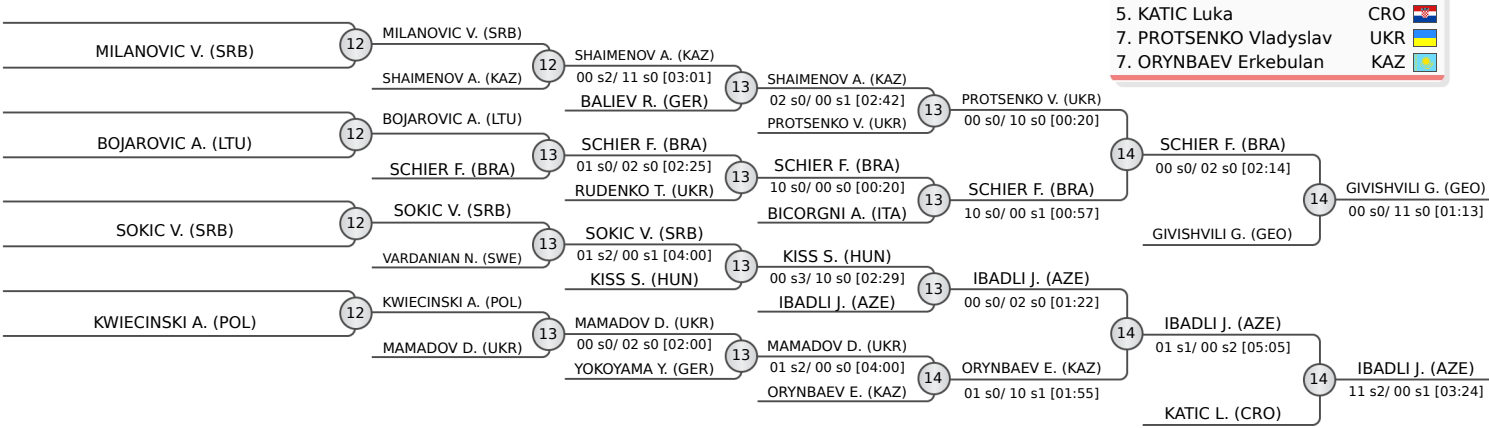 5. KATIC Luka CRO
7. PROTSENKO Vladyslav UKR
7. ORYNBAEV Erkebulan KAZ
MILANOVIC V. (SRB)
12
BOJAROVIC A. (LTU)
12
SOKIC V. (SRB)
12
KWIECINSKI A. (POL)
12
MILANOVIC V. (SRB)
12
SHAIMENOV A. (KAZ)
BOJAROVIC A. (LTU)
13
SCHIER F. (BRA)
SOKIC V. (SRB)
13
VARDANIAN N. (SWE)
KWIECINSKI A. (POL)
13
MAMADOV D. (UKR)
SHAIMENOV A. (KAZ)
00 s2/ 11 s0 [03:01]
13
BALIEV R. (GER)
SCHIER F. (BRA)
01 s0/ 02 s0 [02:25]
13
RUDENKO T. (UKR)
SOKIC V. (SRB)
01 s2/ 00 s1 [04:00]
13
KISS S. (HUN)
MAMADOV D. (UKR)
00 s0/ 02 s0 [02:00]
13
YOKOYAMA Y. (GER)
SHAIMENOV A. (KAZ)
02 s0/ 00 s1 [02:42]
13
PROTSENKO V. (UKR)
SCHIER F. (BRA)
10 s0/ 00 s0 [00:20]
13
BICORGNI A. (ITA)
KISS S. (HUN)
00 s3/ 10 s0 [02:29]
13
IBADLI J. (AZE)
MAMADOV D. (UKR)
01 s2/ 00 s0 [04:00]
14
ORYNBAEV E. (KAZ)
PROTSENKO V. (UKR)
00 s0/ 10 s0 [00:20]
14
SCHIER F. (BRA)
10 s0/ 00 s1 [00:57]
IBADLI J. (AZE)
00 s0/ 02 s0 [01:22]
14
ORYNBAEV E. (KAZ)
01 s0/ 10 s1 [01:55]
SCHIER F. (BRA)
00 s0/ 02 s0 [02:14]
14
GIVISHVILI G. (GEO)
IBADLI J. (AZE)
01 s1/ 00 s2 [05:05]
14
KATIC L. (CRO)
GIVISHVILI G. (GEO)
00 s0/ 11 s0 [01:13]
IBADLI J. (AZE)
11 s2/ 00 s1 [03:24]